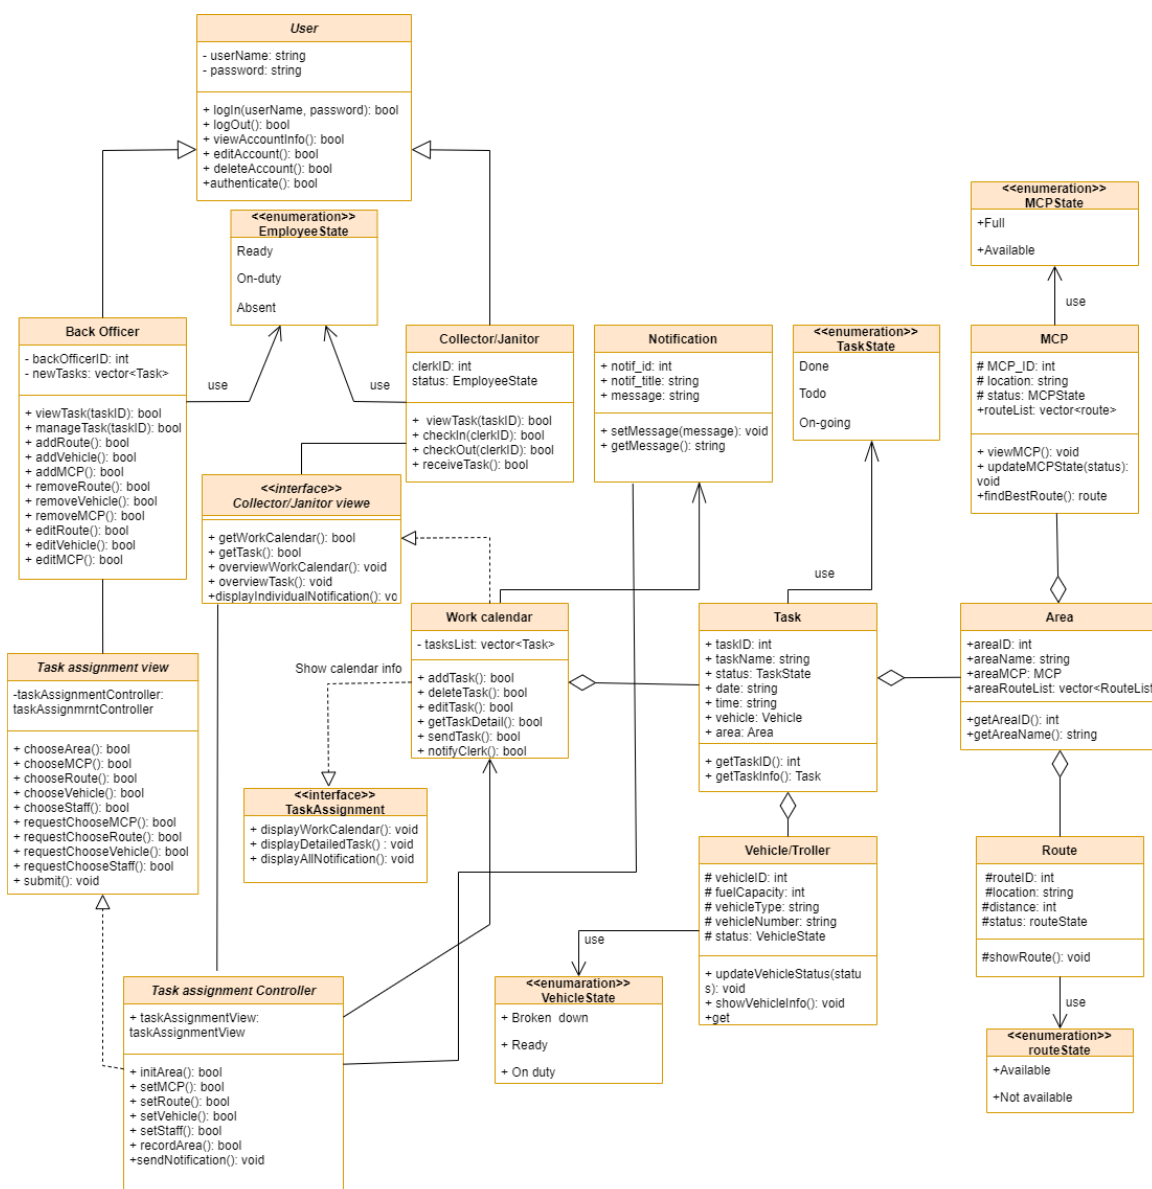 User
- userName: string
- password: string
+ logIn(userName, password): bool
+ logOut(): bool
+ viewAccountInfo(): bool
+ editAccount(): bool
+ deleteAccount(): bool
+authenticate(): bool
<<enumeration>>
EmployeeState
Ready
On-duty
Absent
<<enumeration>>
MCPState
+Full
+Available
use
Back Officer
- backOfficerID: int
- newTasks: vector<Task>
+ viewTask(taskID): bool
+ manageTask(taskID): bool
+ addRoute(): bool
+ addVehicle(): bool
+ addMCP(): bool
+ removeRoute(): bool
+ removeVehicle(): bool
+ removeMCP(): bool
+ editRoute(): bool
+ editVehicle(): bool
+ editMCP(): bool
use
use
Collector/Janitor
clerkID: int
status: EmployeeState
+ viewTask(taskID): bool
+ checkIn(clerkID): bool
+ checkOut(clerkID): bool
+ receiveTask(): bool
Notification
+ notif_id: int
+ notif_title: string
+ message: string
+ setMessage(message): void
+ getMessage(): string
<<enumeration>>
TaskState
Done
Todo
On-going
use
MCP
# MCP_ID: int
# location: string
# status: MCPState
+routeList: vector<route>
+ viewMCP(): void
+ updateMCPState(status):
void
+findBestRoute(): route
<<interface>>
Collector/Janitor viewe
+ getWorkCalendar(): bool
+ getTask(): bool
+ overviewWorkCalendar(): void
+ overviewTask(): void
+displayIndividualNotification(): vo
Work calendar
- tasksList: vector<Task>
+ addTask(): bool
+ deleteTask(): bool
+ editTask(): bool
+ getTaskDetail(): bool
+ sendTask(): bool
+ notifyClerk(): bool
Show calendar info
Task
+ taskID: int
+ taskName: string
+ status: TaskState
+ date: string
+ time: string
+ vehicle: Vehicle
+ area: Area
+ getTaskID(): int
+ getTaskInfo(): Task
Area
+areaID: int
+areaName: string
+areaMCP: MCP
+areaRouteList: vector<RouteList
+getAreaID(): int
+getAreaName(): string
Task assignment view
-taskAssignmentController:
taskAssignmrntController
+ chooseArea(): bool
+ chooseMCP(): bool
+ chooseRoute(): bool
+ chooseVehicle(): bool
+ chooseStaff(): bool
+ requestChooseMCP(): bool
+ requestChooseRoute(): bool
+ requestChooseVehicle(): bool
+ requestChooseStaff(): bool
+ submit(): void
<<interface>>
TaskAssignment
+ displayWorkCalendar(): void
+ displayDetailedTask() : void
+ displayAllNotification(): void
Vehicle/Troller
# vehicleID: int
# fuelCapacity: int
# vehicleType: string
# vehicleNumber: string
# status: VehicleState
+ updateVehicleStatus(statu
s): void
+ showVehicleInfo(): void
+get
use
Route
#routeID: int
#location: string
#distance: int
#status: routeState
#showRoute(): void
use
Task assignment Controller
+ taskAssignmentView:
taskAssignmentView
+ initArea(): bool
+ setMCP(): bool
+ setRoute(): bool
+ setVehicle(): bool
+ setStaff(): bool
+ recordArea(): bool
+sendNotification(): void
<<enumaration>>
VehicleState
+ Broken down
+ Ready
+ On duty
<<enumeration>>
routeState
+Available
+Not available